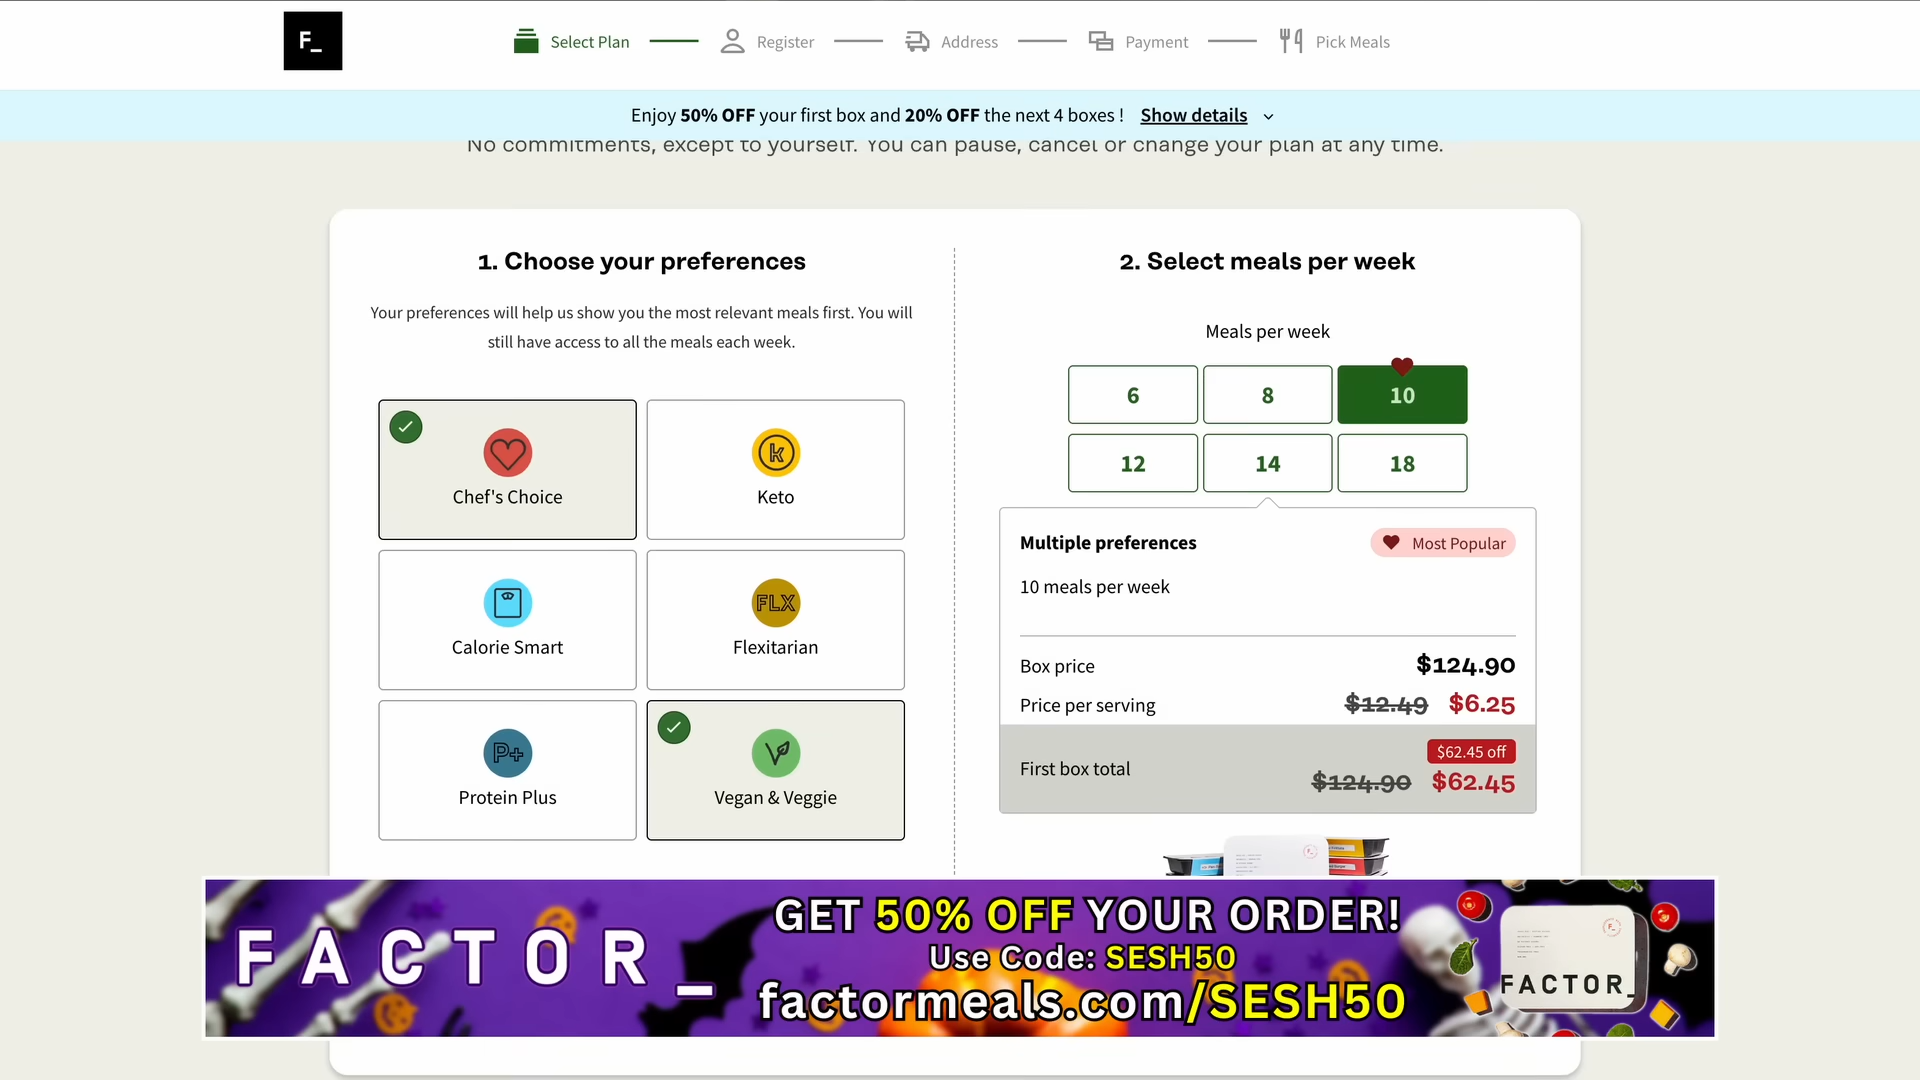 F_
Select Plan
Register
Address
Payment
Pick Meals
Enjoy 50% OFF your first box and 20% OFF the next 4 boxes ! Show details
No commitments, except to yourself. You can pause, cancel or change your plan at any time.
1. Choose your preferences
Your preferences will help us show you the most relevant meals first. You will
still have access to all the meals each week.
Chef's Choice
k
Keto
Calorie Smart
FLX
Flexitarian
P+
Protein Plus
V
Vegan & Veggie
2. Select meals per week
Meals per week
6
8
10
12
14
18
Multiple preferences
Most Popular
10 meals per week
Box price
$124.90
Price per serving
$12.49 $6.25
$62.45 off
First box total
$124.90 $62.45
FACTOR_
GET 50% OFF YOUR ORDER!
Use Code: SESH50
factormeals.com/SESH50
F_
FACTOR_